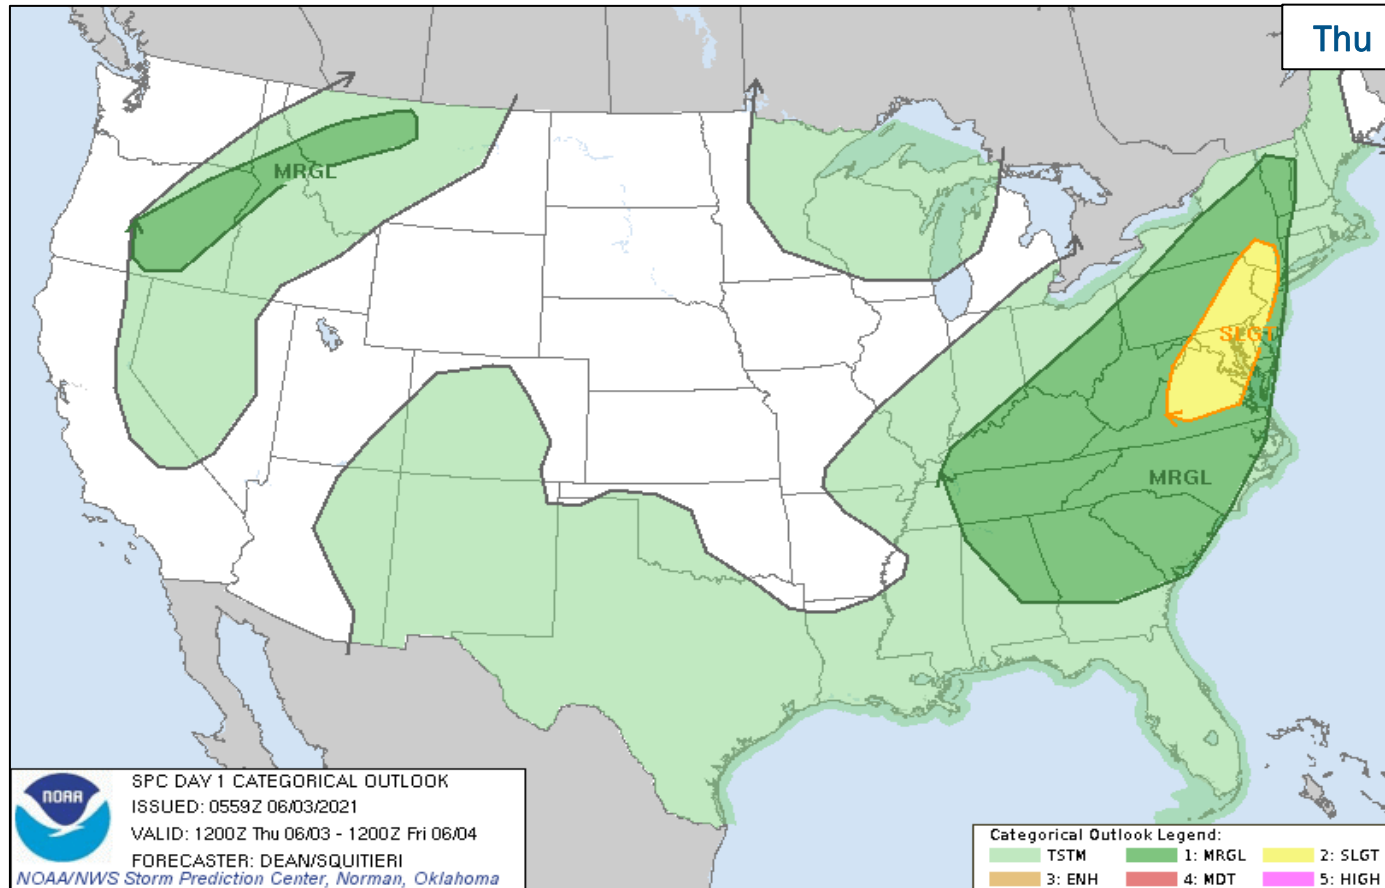 Thu
MRGL
SLGT
MRGL
NOAA
SPC DAY 1 CATEGORICAL OUTLOOK
ISSUED: 0559Z 06/03/2021
VALID: 1200Z Thu 06/03 - 1200Z Fri 06/04
FORECASTER: DEAN/SQUITIERI
NOAA/NWS Storm Prediction Center, Norman, Oklahoma
Categorical Outlook Legend:
TSTM 1: MRGL 2: SLGT
3: ENH 4: MDT 5: HIGH